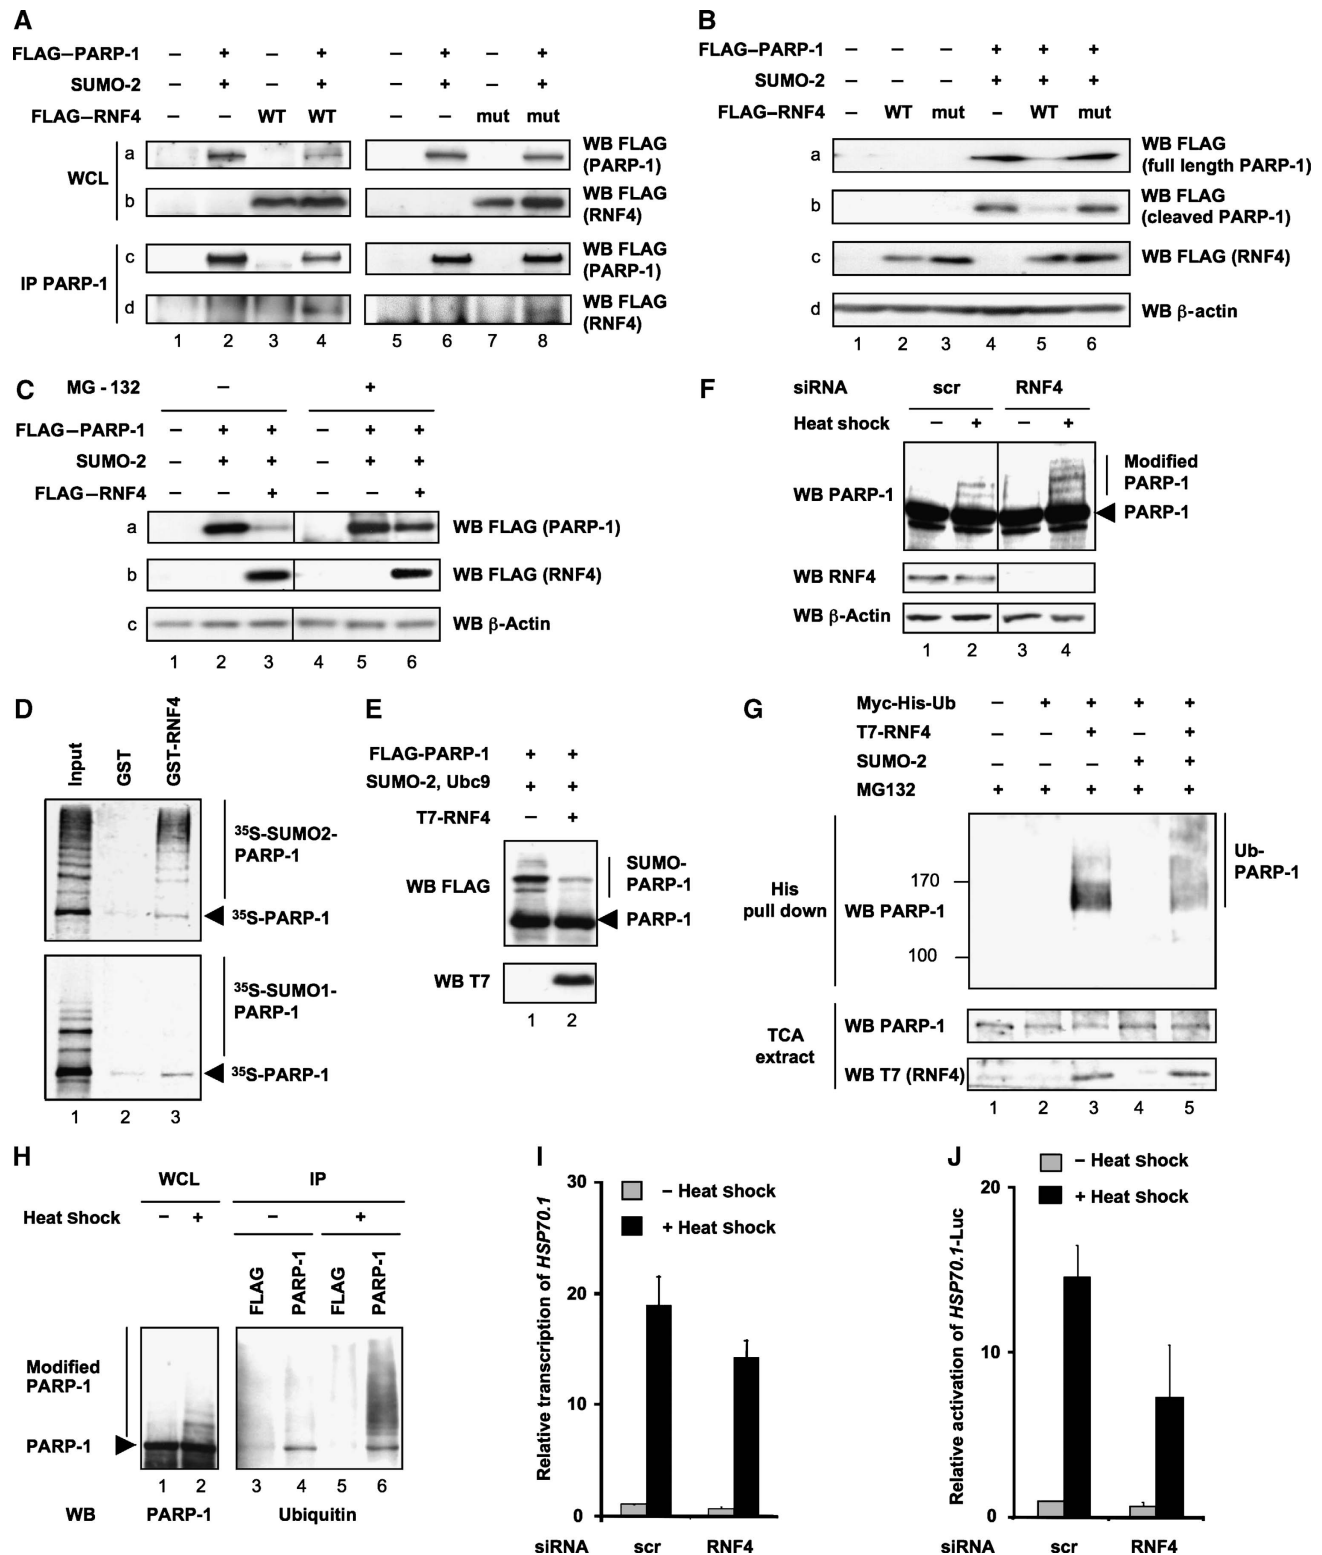 A
FLAG–PARP-1 – + – + – + – +
SUMO-2 – + – + – + – +
FLAG–RNF4 – – WT WT – – mut mut
WCL
a WB FLAG (PARP-1)
b WB FLAG (RNF4)
IP PARP-1
c WB FLAG (PARP-1)
d WB FLAG (RNF4)
1 2 3 4 5 6 7 8
B
FLAG–PARP-1 – – – + + +
SUMO-2 – – – + + +
FLAG–RNF4 – WT mut – WT mut
a WB FLAG (full length PARP-1)
b WB FLAG (cleaved PARP-1)
c WB FLAG (RNF4)
d WB β-actin
1 2 3 4 5 6
C
MG - 132 – +
FLAG–PARP-1 – + + – + +
SUMO-2 – + + – + +
FLAG–RNF4 – – + – – +
a WB FLAG (PARP-1)
b WB FLAG (RNF4)
c WB β-Actin
1 2 3 4 5 6
F
siRNA scr RNF4
Heat shock – + – +
WB PARP-1
Modified PARP-1
PARP-1
WB RNF4
WB β-Actin
1 2 3 4
D
Input GST GST-RNF4
35S-SUMO2-PARP-1
35S-PARP-1
35S-SUMO1-PARP-1
35S-PARP-1
1 2 3
E
FLAG-PARP-1 + +
SUMO-2, Ubc9 + +
T7-RNF4 – +
WB FLAG
SUMO-PARP-1
PARP-1
WB T7
1 2
G
Myc-His-Ub – + + + +
T7-RNF4 – – + – +
SUMO-2 – – – + +
MG132 + + + + +
His pull down
WB PARP-1
170
100
Ub-PARP-1
TCA extract
WB PARP-1
WB T7 (RNF4)
1 2 3 4 5
H
WCL IP
Heat shock – + – +
FLAG PARP-1 FLAG PARP-1
Modified PARP-1
PARP-1
1 2 3 4 5 6
WB PARP-1 Ubiquitin
I
Relative transcription of HSP70.1
30
20
10
0
– Heat shock
+ Heat shock
siRNA scr RNF4
J
Relative activation of HSP70.1-Luc
20
10
0
– Heat shock
+ Heat shock
siRNA scr RNF4